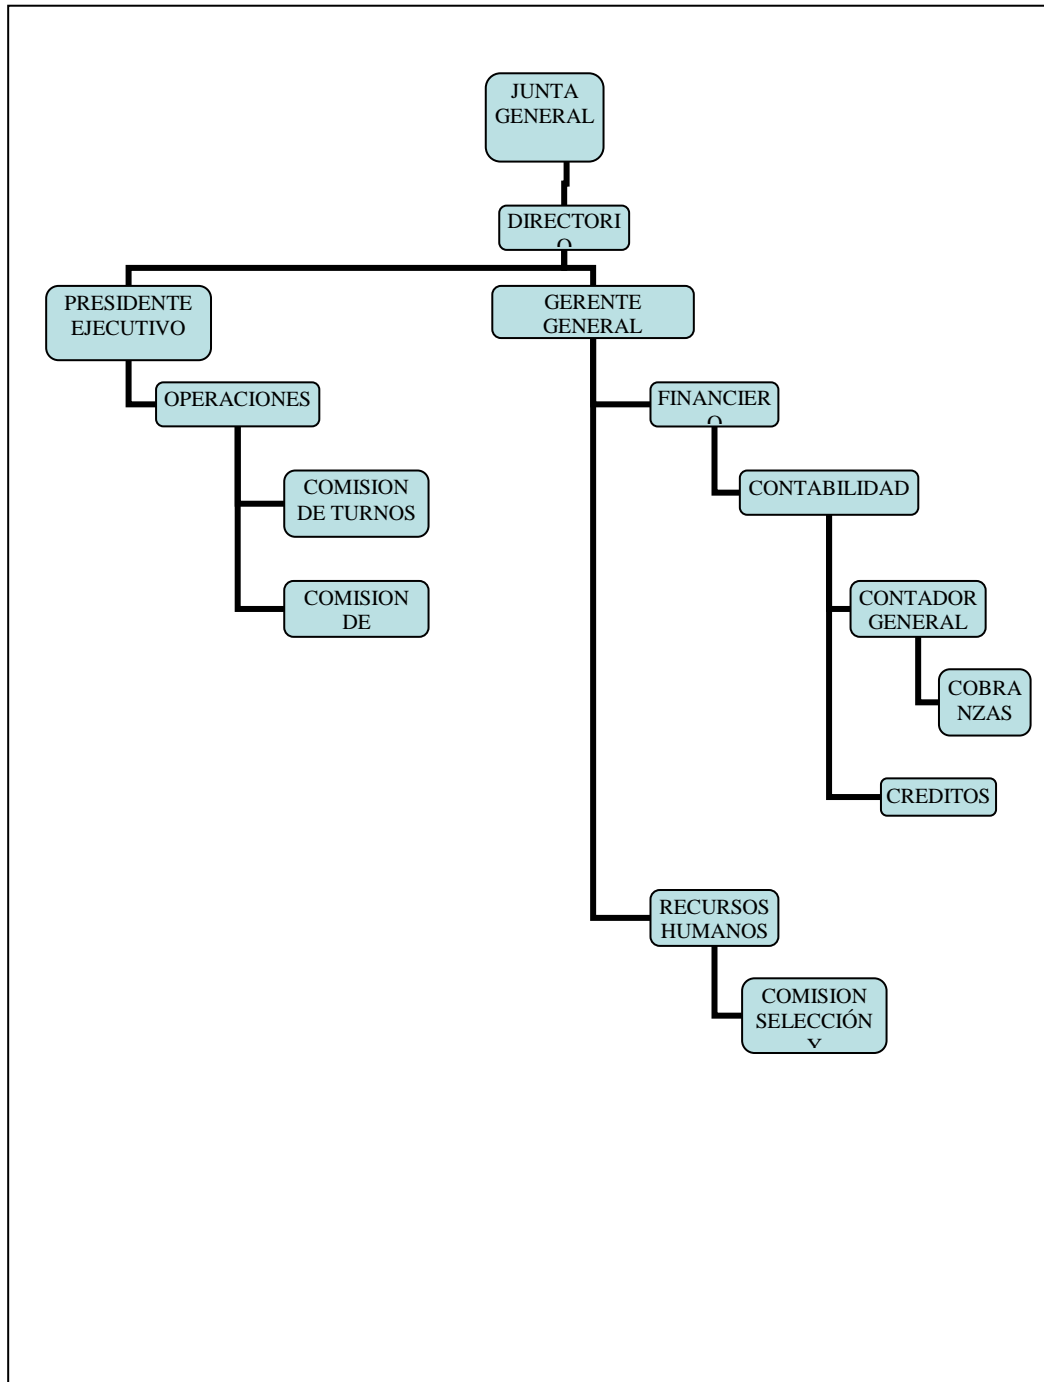 JUNTA
GENERAL
DIRECTORI
O
PRESIDENTE
EJECUTIVO
GERENTE
GENERAL
OPERACIONES
FINANCIER
O
COMISION
DE TURNOS
CONTABILIDAD
COMISION
DE
CONTADOR
GENERAL
COBRA
NZAS
CREDITOS
RECURSOS
HUMANOS
COMISION
SELECCIÓN
Y